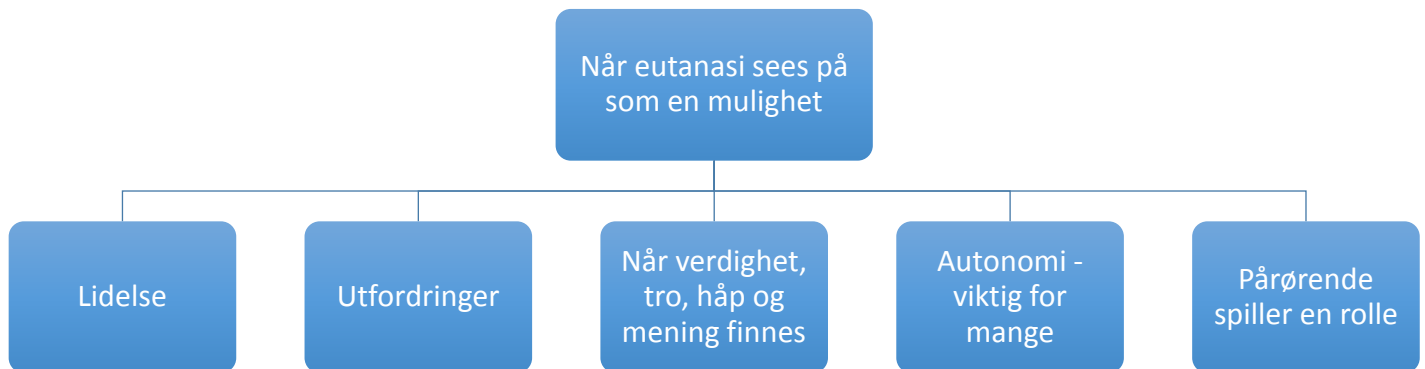 Når eutanasi sees på
som en mulighet
Lidelse
Utfordringer
Når verdighet,
tro, håp og
mening finnes
Autonomi -
viktig for
mange
Pårørende
spiller en rolle